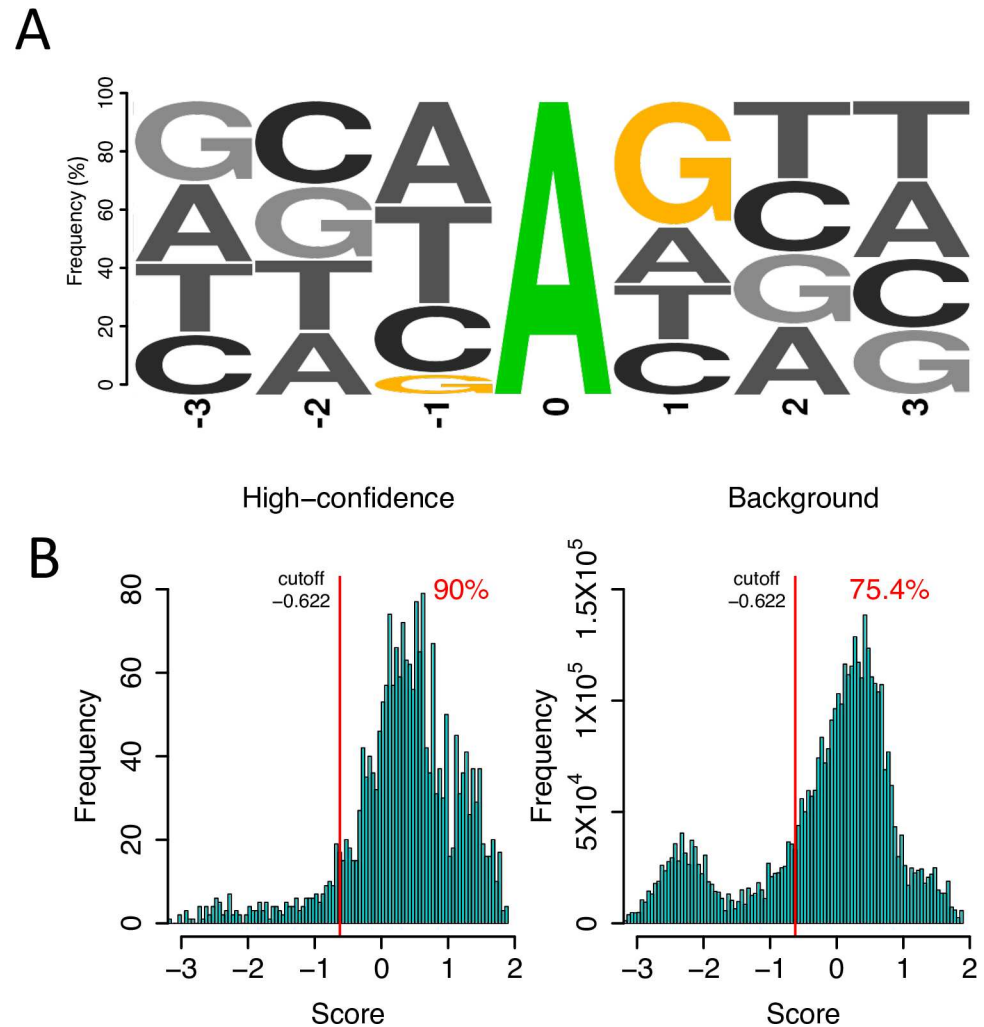 A
Frequency (%)
100
80
60
40
20
0
G C A A G T T
A G T A C A
T T C T G C
C A G C A G
-3 -2 -1 0 1 2 3
High−confidence Background
B
cutoff
−0.622
90%
Frequency
80
60
40
20
0
−3 −2 −1 0 1 2
Score
cutoff
−0.622
75.4%
Frequency
1.5X10⁵
1X10⁵
5X10⁴
0
−3 −2 −1 0 1 2
Score